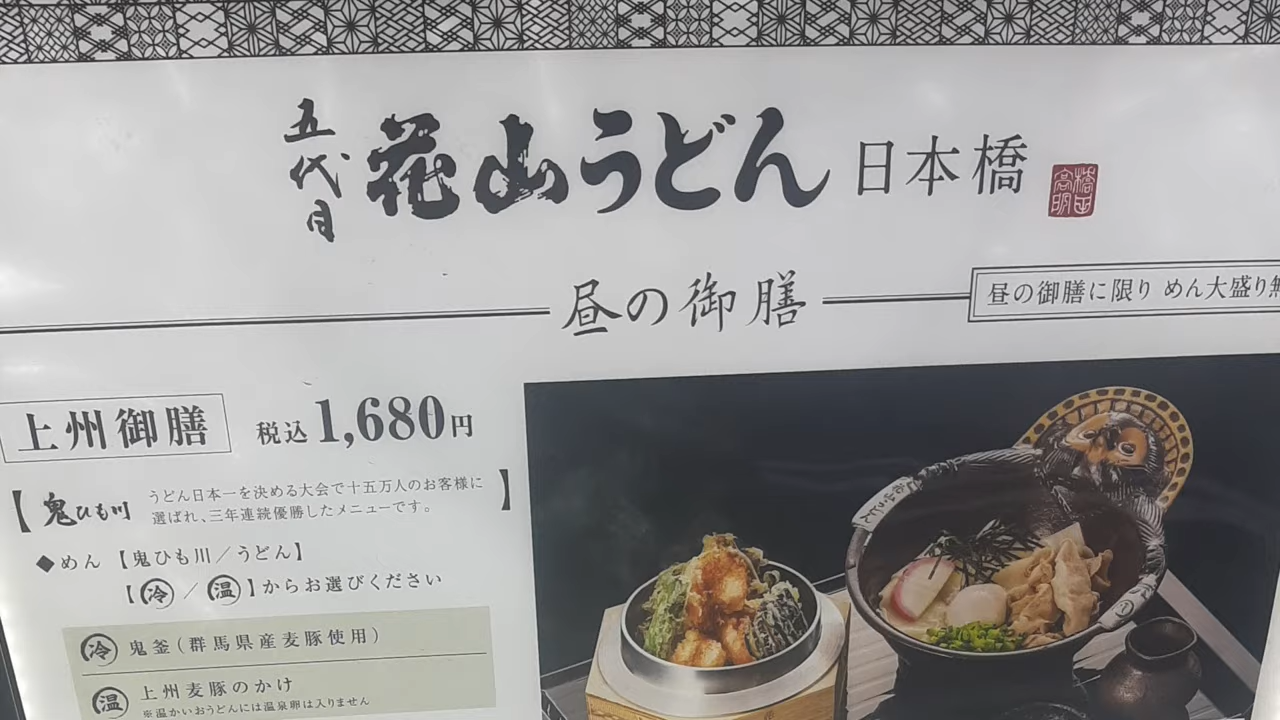 五代目 花山うどん 日本橋
昼の御膳
昼の御膳に限り めん大盛り無
上州御膳 税込1,680円
【鬼ひも川 うどん日本一を決める大会で十五万人のお客様に
選ばれ、三年連続優勝したメニューです。】
◆めん【鬼ひも川／うどん】
【冷／温】からお選びください
冷 鬼釜(群馬県産麦豚使用)
温 上州麦豚のかけ
※温かいおうどんには温泉卵は入りません